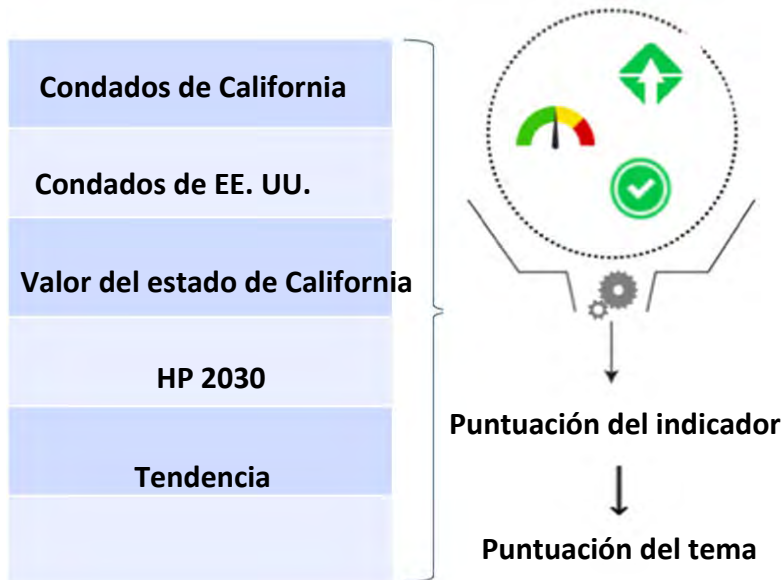 Condados de California
Condados de EE. UU.
Valor del estado de California
HP 2030
Tendencia
Puntuación del indicador
Puntuación del tema